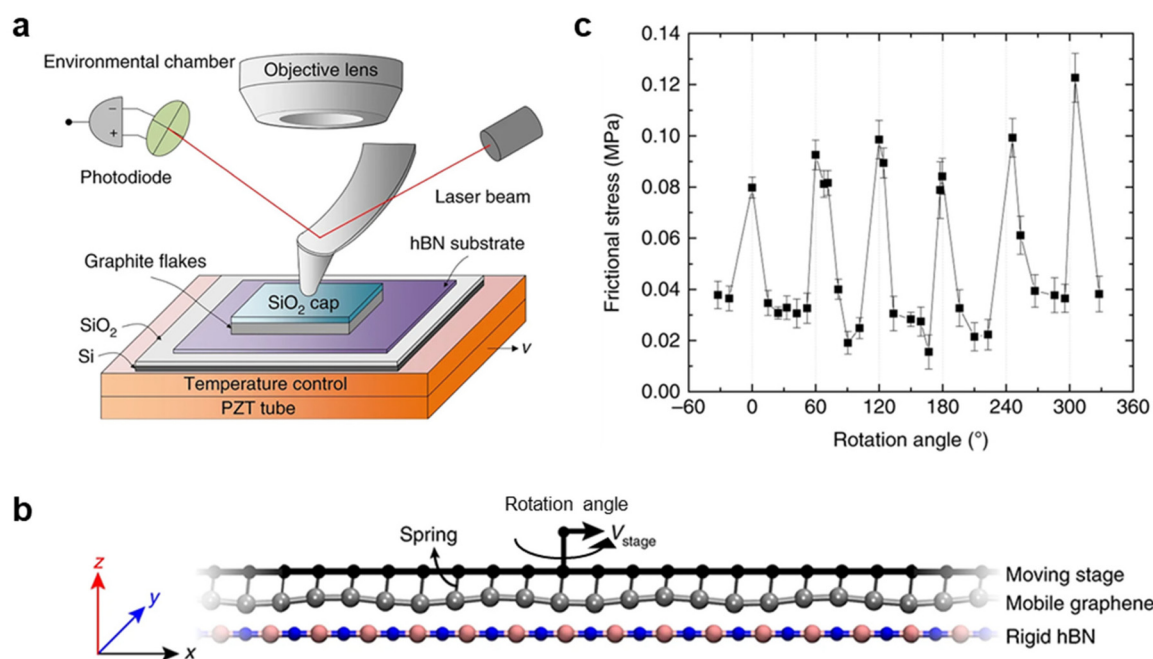 a
Environmental chamber
Objective lens
−
+
Photodiode
Laser beam
hBN substrate
Graphite flakes
SiO₂ cap
SiO₂
Si
v
Temperature control
PZT tube
c
Frictional stress (MPa)
0.14
0.12
0.10
0.08
0.06
0.04
0.02
0.00
−60 0 60 120 180 240 300 360
Rotation angle (°)
b
Rotation angle
Spring
V_stage
z
y
x
Moving stage
Mobile graphene
Rigid hBN